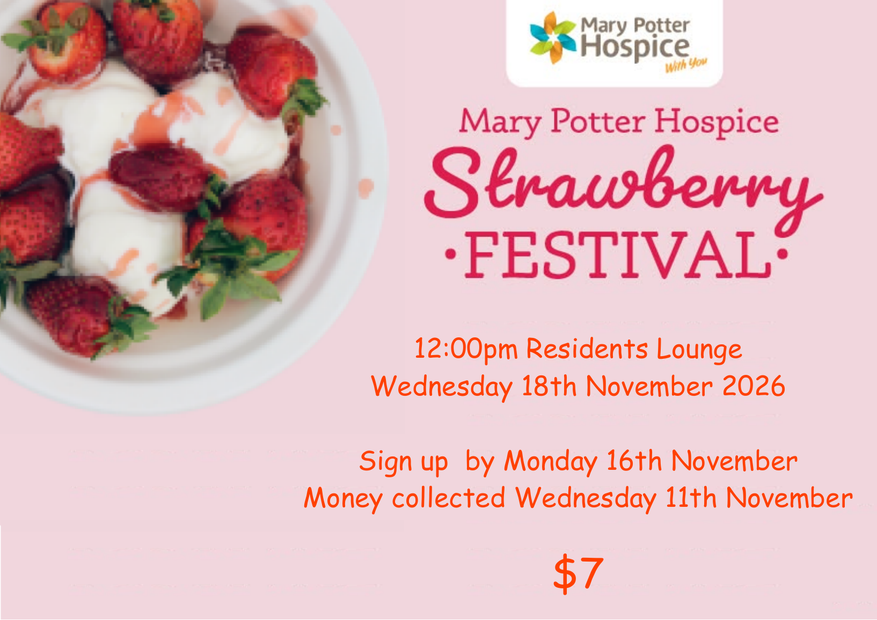 Mary Potter
Hospice
With You
Mary Potter Hospice
Strawberry
·FESTIVAL·
12:00pm Residents Lounge
Wednesday 18th November 2026
Sign up  by Monday 16th November
Money collected Wednesday 11th November
$7